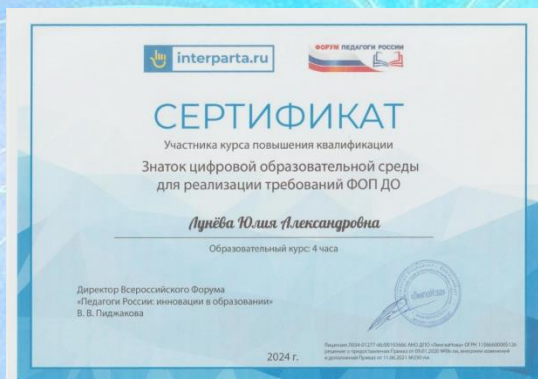 interparta.ru
ФОРУМ ПЕДАГОГИ РОССИИ
СЕРТИФИКАТ
Участника курса повышения квалификации
Знаток цифровой образовательной среды
для реализации требований ФОП ДО
Лунёва Юлия Александровна
Образовательный курс: 4 часа
Директор Всероссийского Форума
«Педагоги России: инновации в образовании»
В. В. Пиджакова
2024 г.